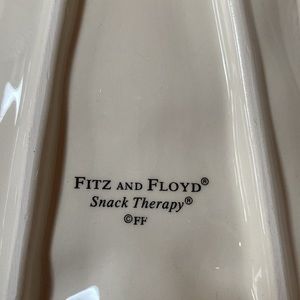 FITZ AND FLOYD®
Snack Therapy®
©FF